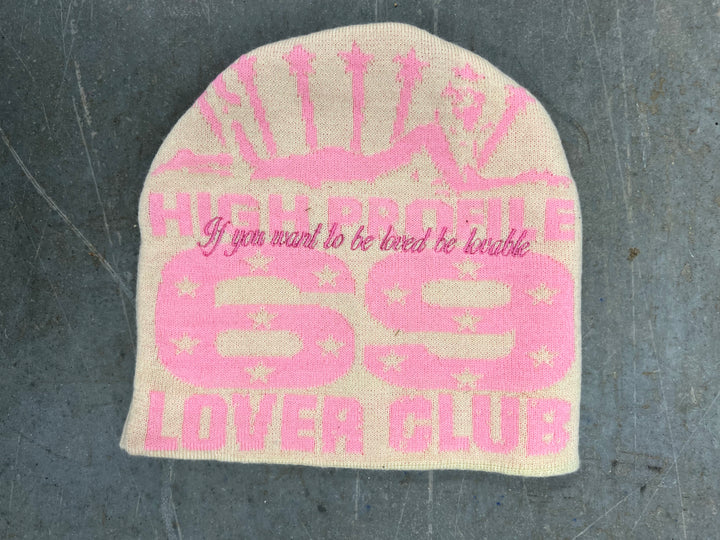 HIGH PROFILE
If you want to be loved be lovable
69
LOVER CLUB